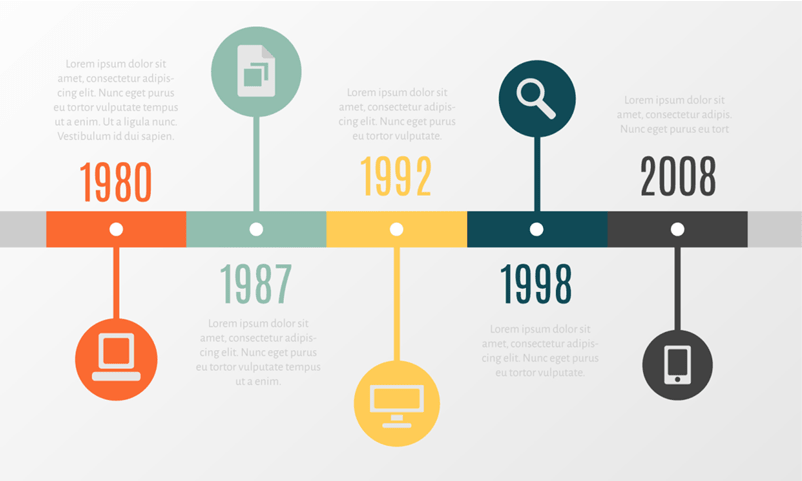 Lorem ipsum dolor sit
amet, consectetur adipis-
cing elit. Nunc eget purus
eu tortor vulputate tempus
ut a enim. Ut a ligula nunc.
Vestibulum id dui sapien.
1980
1987
Lorem ipsum dolor sit
amet, consectetur adipis-
cing elit. Nunc eget purus
eu tortor vulputate tempus
ut a enim.
Lorem ipsum dolor sit
amet, consectetur adipis-
cing elit. Nunc eget purus
eu tortor vulputate.
1992
1998
Lorem ipsum dolor sit
amet, consectetur adipis-
cing elit. Nunc eget purus
eu tortor vulputate.
Lorem ipsum dolor sit
amet, consectetur adipis.
Nunc eget purus eu tort
2008